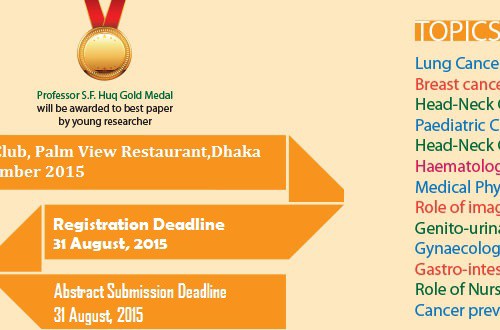 Professor S.F. Huq Gold Medal
will be awarded to best paper
by young researcher
Club, Palm View Restaurant,Dhaka
mber 2015
Registration Deadline
31 August, 2015
Abstract Submission Deadline
31 August, 2015
TOPICS
Lung Cance
Breast cance
Head-Neck
Paediatric C
Head-Neck
Haematolog
Medical Phy
Role of imag
Genito-urina
Gynaecolog
Gastro-intes
Role of Nurs
Cancer prev